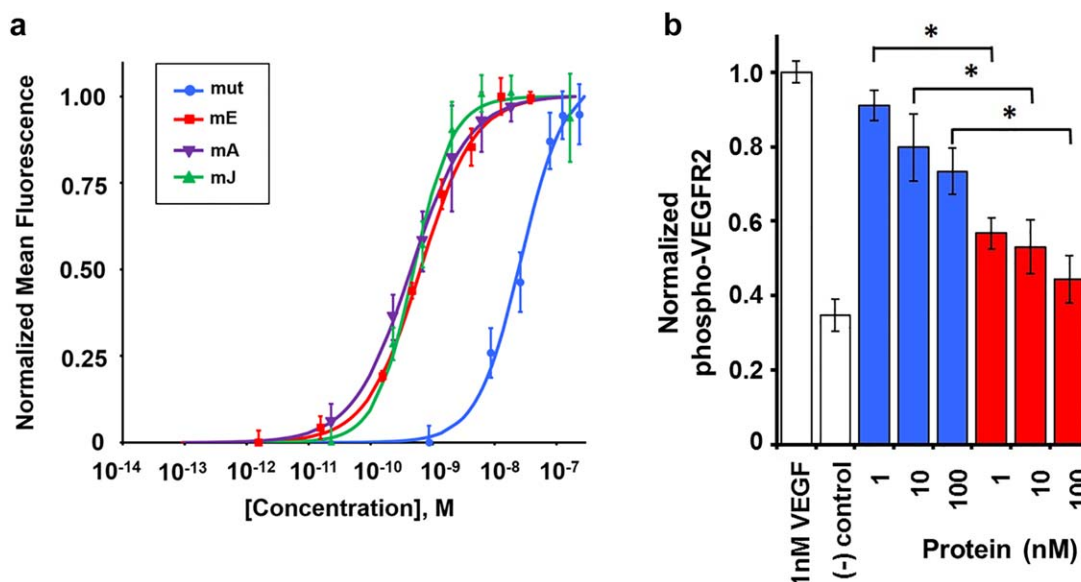 a
mut
mE
mA
mJ
Normalized Mean Fluorescence
1.00
0.75
0.50
0.25
0
10-14
10-13
10-12
10-11
10-10
10-9
10-8
10-7
[Concentration], M
b
*
*
*
Normalized
phospho-VEGFR2
1.0
0.8
0.6
0.4
0.2
0
1nM VEGF
(-) control
1
10
100
1
10
100
Protein (nM)